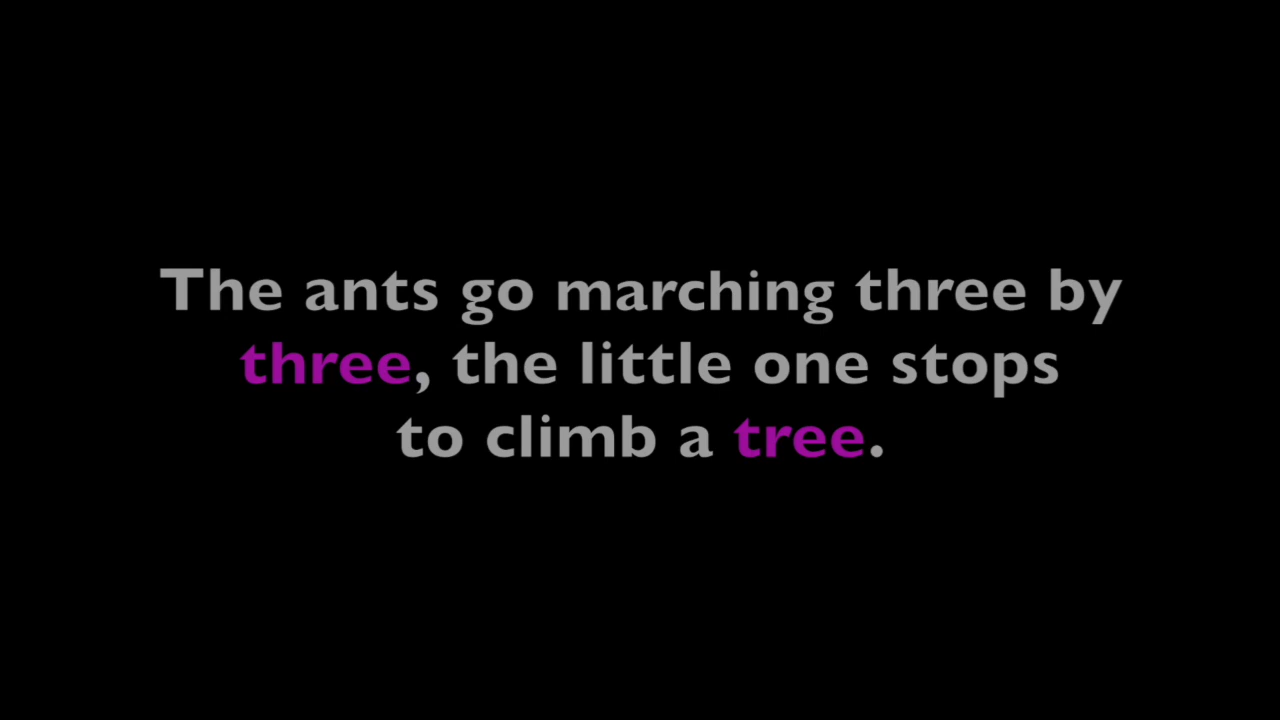 The ants go marching three by
three, the little one stops
to climb a tree.